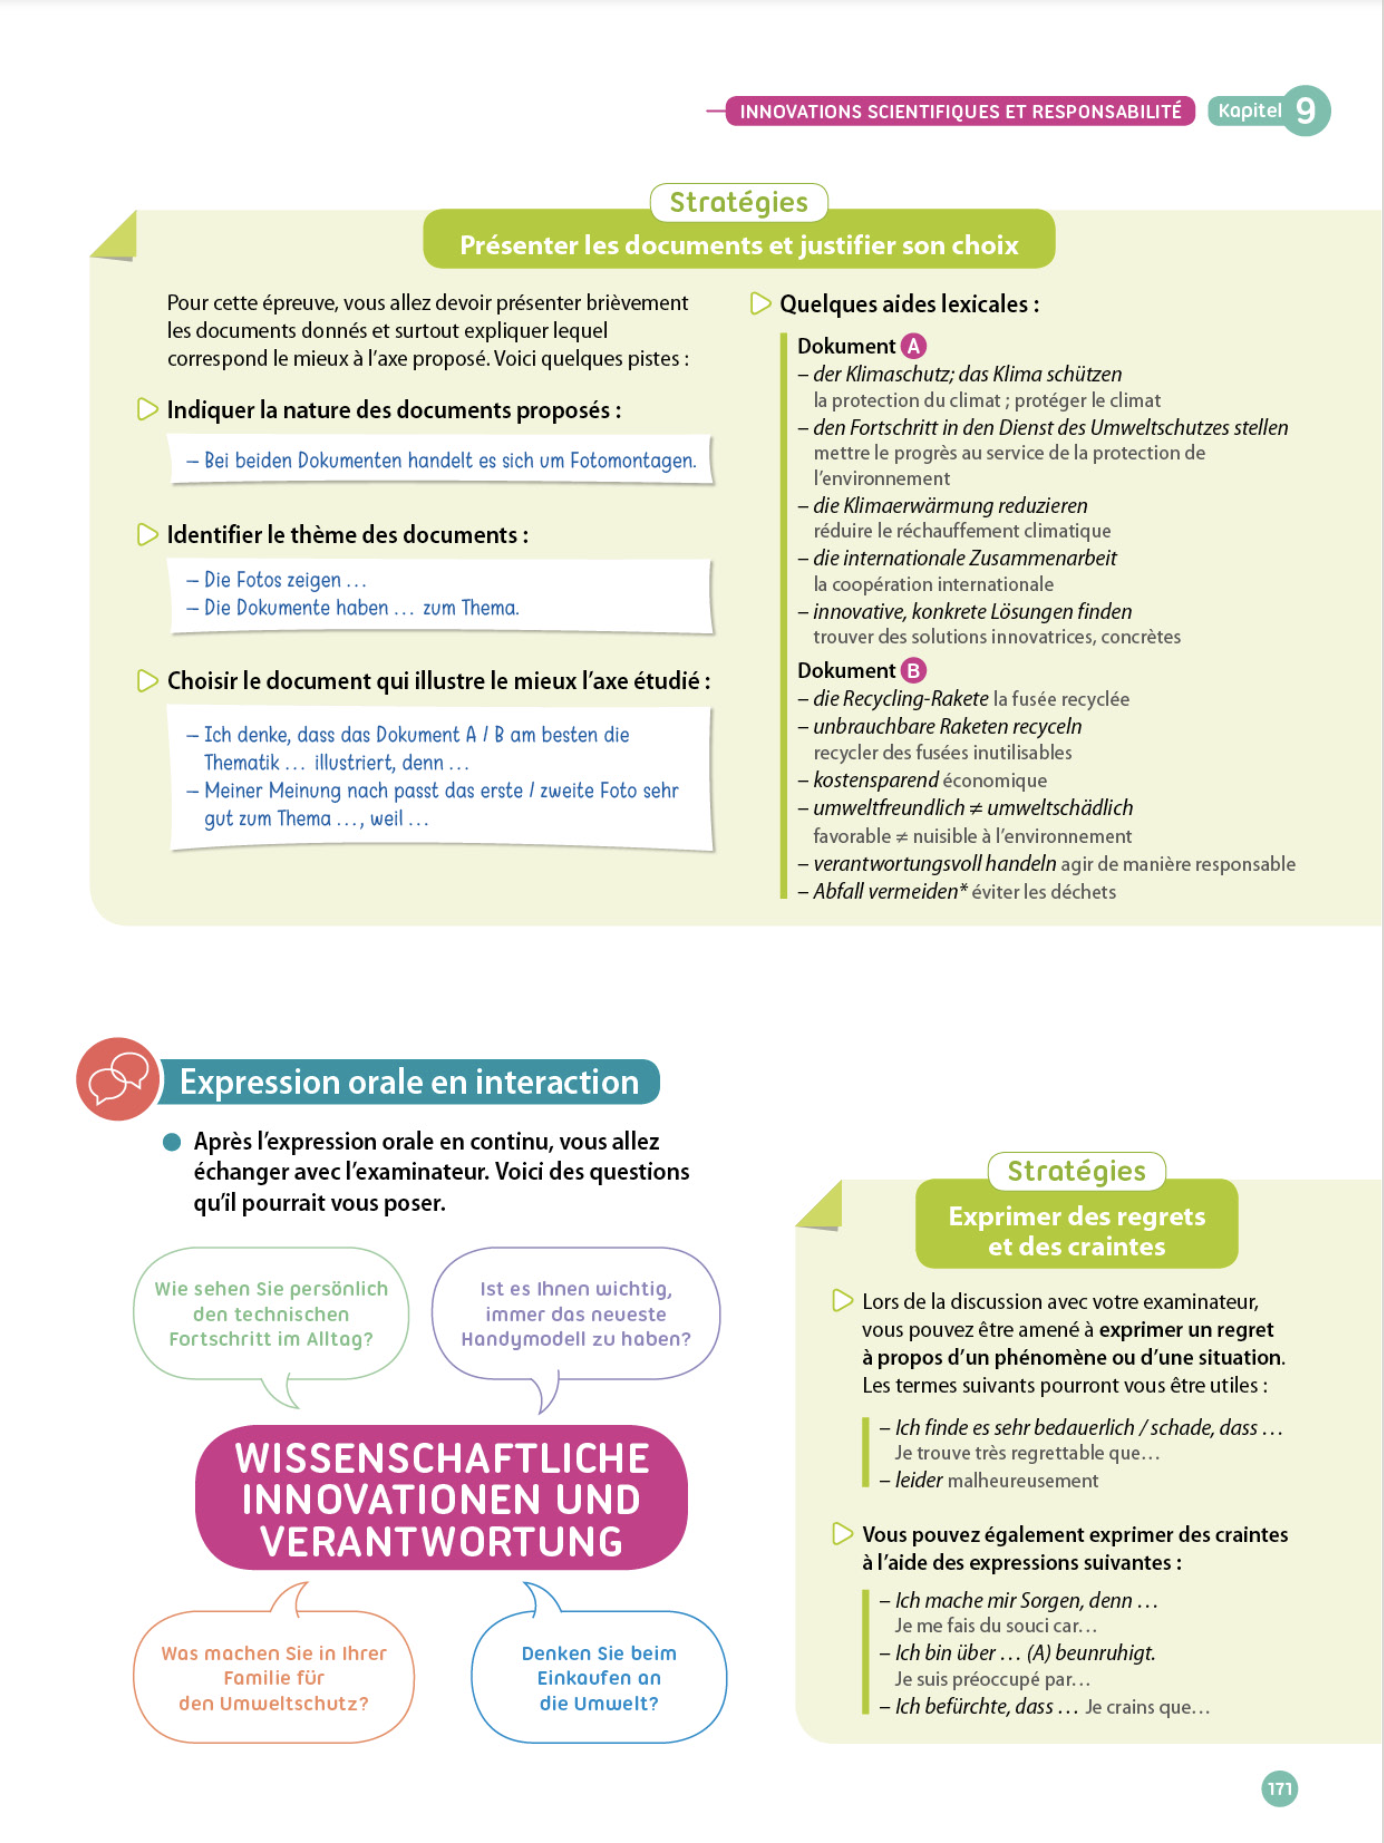 INNOVATIONS SCIENTIFIQUES ET RESPONSABILITÉ Kapitel 9
Stratégies
Présenter les documents et justifier son choix
Pour cette épreuve, vous allez devoir présenter brièvement
les documents donnés et surtout expliquer lequel
correspond le mieux à l’axe proposé. Voici quelques pistes :
Indiquer la nature des documents proposés :
– Bei beiden Dokumenten handelt es sich um Fotomontagen.
Identifier le thème des documents :
– Die Fotos zeigen …
– Die Dokumente haben … zum Thema.
Choisir le document qui illustre le mieux l’axe étudié :
– Ich denke, dass das Dokument A / B am besten die
Thematik … illustriert, denn …
– Meiner Meinung nach passt das erste / zweite Foto sehr
gut zum Thema …, weil …
Quelques aides lexicales :
Dokument A
– der Klimaschutz; das Klima schützen
la protection du climat ; protéger le climat
– den Fortschritt in den Dienst des Umweltschutzes stellen
mettre le progrès au service de la protection de
l’environnement
– die Klimaerwärmung reduzieren
réduire le réchauffement climatique
– die internationale Zusammenarbeit
la coopération internationale
– innovative, konkrete Lösungen finden
trouver des solutions innovatrices, concrètes
Dokument B
– die Recycling-Rakete la fusée recyclée
– unbrauchbare Raketen recyceln
recycler des fusées inutilisables
– kostensparend économique
– umweltfreundlich ≠ umweltschädlich
favorable ≠ nuisible à l’environnement
– verantwortungsvoll handeln agir de manière responsable
– Abfall vermeiden* éviter les déchets
Expression orale en interaction
Après l’expression orale en continu, vous allez
échanger avec l’examinateur. Voici des questions
qu’il pourrait vous poser.
Wie sehen Sie persönlich
den technischen
Fortschritt im Alltag?
Ist es Ihnen wichtig,
immer das neueste
Handymodell zu haben?
WISSENSCHAFTLICHE
INNOVATIONEN UND
VERANTWORTUNG
Was machen Sie in Ihrer
Familie für
den Umweltschutz?
Denken Sie beim
Einkaufen an
die Umwelt?
Stratégies
Exprimer des regrets
et des craintes
Lors de la discussion avec votre examinateur,
vous pouvez être amené à exprimer un regret
à propos d’un phénomène ou d’une situation.
Les termes suivants pourront vous être utiles :
– Ich finde es sehr bedauerlich / schade, dass …
Je trouve très regrettable que…
– leider malheureusement
Vous pouvez également exprimer des craintes
à l’aide des expressions suivantes :
– Ich mache mir Sorgen, denn …
Je me fais du souci car…
– Ich bin über … (A) beunruhigt.
Je suis préoccupé par…
– Ich befürchte, dass … Je crains que…
171